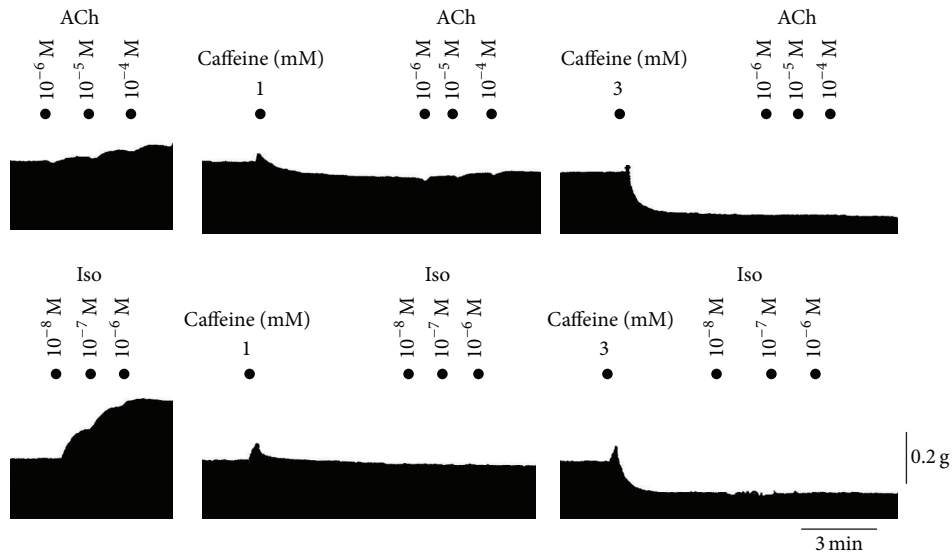 ACh
10⁻⁶ M
10⁻⁵ M
10⁻⁴ M
Caffeine (mM)
1
ACh
10⁻⁶ M
10⁻⁵ M
10⁻⁴ M
Caffeine (mM)
3
ACh
10⁻⁶ M
10⁻⁵ M
10⁻⁴ M
Iso
10⁻⁸ M
10⁻⁷ M
10⁻⁶ M
Caffeine (mM)
1
Iso
10⁻⁸ M
10⁻⁷ M
10⁻⁶ M
Caffeine (mM)
3
Iso
10⁻⁸ M
10⁻⁷ M
10⁻⁶ M
0.2 g
3 min